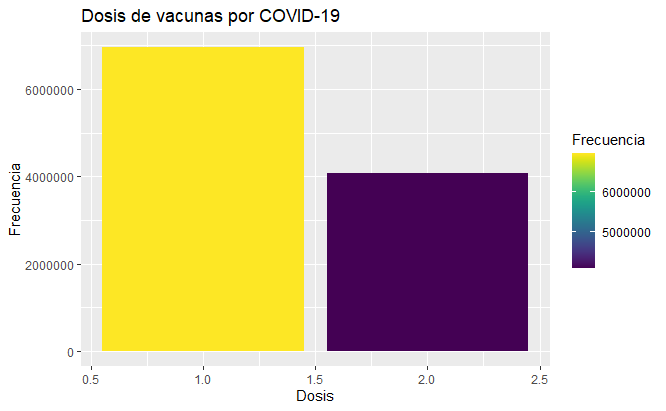 Dosis de vacunas por COVID-19
Frecuencia
6000000
4000000
2000000
0
0.5 1.0 1.5 2.0 2.5
Dosis
Frecuencia
6000000
5000000